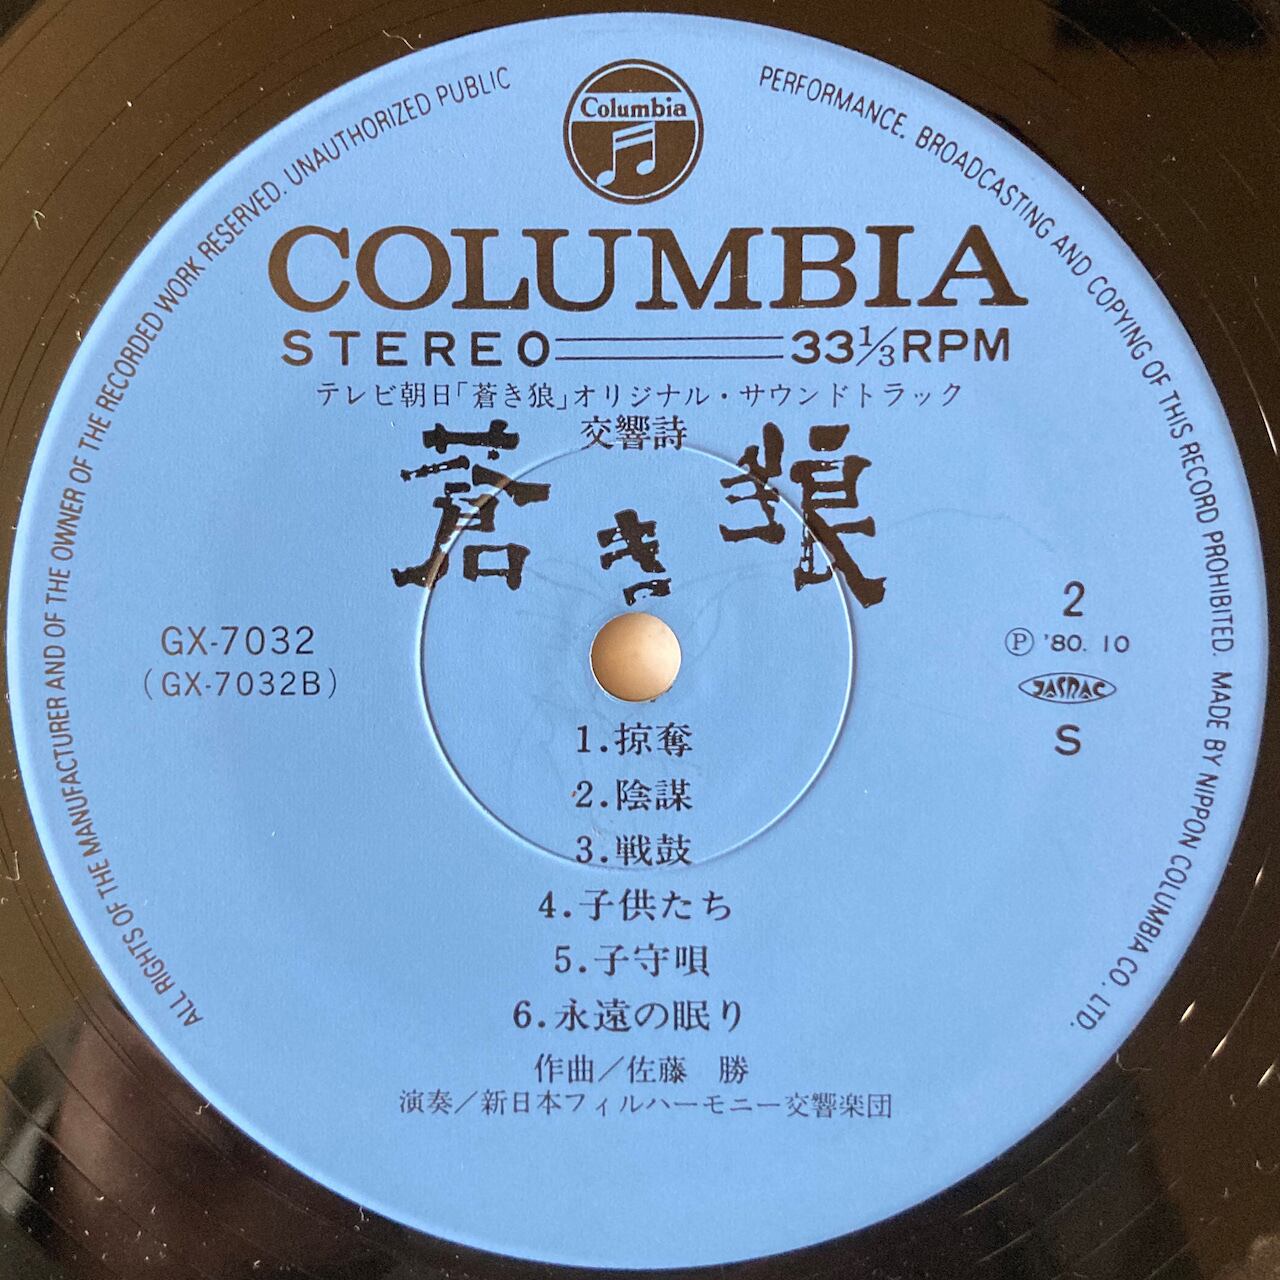 ALL RIGHTS OF THE MANUFACTURER AND OF THE OWNER OF THE RECORDED WORK RESERVED. UNAUTHORIZED PUBLIC PERFORMANCE. BROADCASTING AND COPYING OF THIS RECORD PROHIBITED. MADE BY NIPPON COLUMBIA CO. LTD.
Columbia
COLUMBIA
STEREO 33⅓RPM
テレビ朝日「蒼き狼」オリジナル・サウンドトラック
交響詩
蒼き狼
GX-7032
(GX-7032B)
2
Ⓟ '80. 10
JASRAC
S
1.掠奪
2.陰謀
3.戦鼓
4.子供たち
5.子守唄
6.永遠の眠り
作曲／佐藤 勝
演奏／新日本フィルハーモニー交響楽団